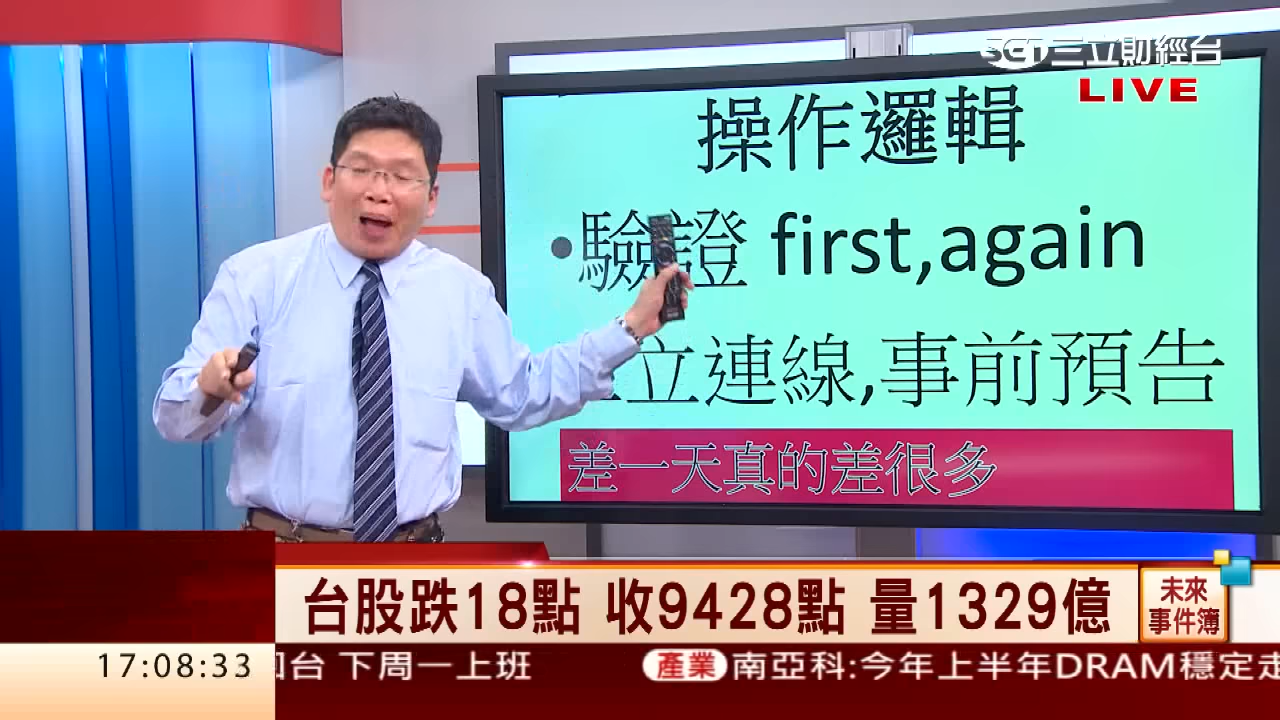 SET三立財經台
LIVE
操作邏輯
•驗證 first,again
立連線,事前預告
差一天真的差很多
台股跌18點 收9428點 量1329億
未來
事件簿
17:08:33
台 下周一上班 產業 南亞科:今年上半年DRAM穩定走